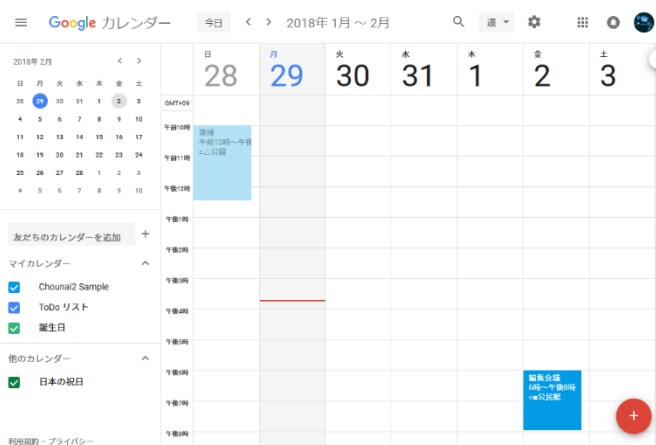 Google カレンダー 今日 2018年 1月 ～ 2月 週
2018年 2月
日 月 火 水 木 金 土
28 29 30 31 1 2 3
4 5 6 7 8 9 10
11 12 13 14 15 16 17
18 19 20 21 22 23 24
25 26 27 28 1 2 3
4 5 6 7 8 9 10
友だちのカレンダーを追加
マイカレンダー
Chounai2 Sample
ToDo リスト
誕生日
他のカレンダー
日本の祝日
利用規約 – プライバシー
日 月 火 水 木 金 土
28 29 30 31 1 2 3
GMT+09
午前10時
午前11時
午後12時
午後1時
午後2時
午後3時
午後4時
午後5時
午後6時
午後7時
午後8時
清掃
午前10時～午後
○△公園
編集会議
6時～午後8時
○■公民館